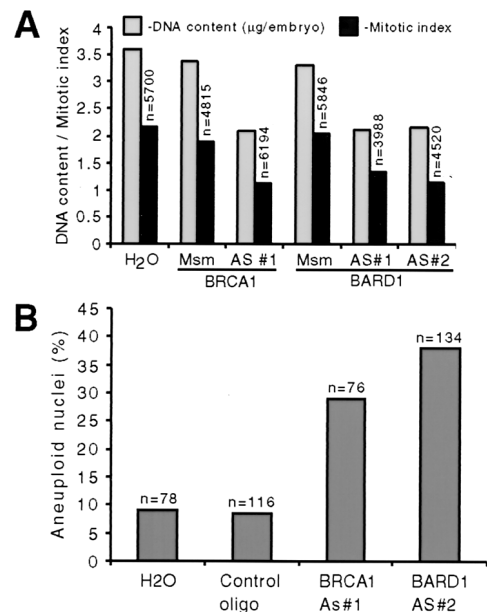 A
-DNA content (µg/embryo)
-Mitotic index
DNA content / Mitotic index
4
3.5
3
2.5
2
1.5
1
0.5
0
n=5700
n=4815
n=6194
n=5846
n=3988
n=4520
H2O
Msm
AS #1
Msm
AS#1
AS#2
BRCA1
BARD1
B
Aneuploid nuclei (%)
45
40
35
30
25
20
15
10
5
0
n=78
n=116
n=76
n=134
H2O
Control
oligo
BRCA1
As#1
BARD1
AS#2